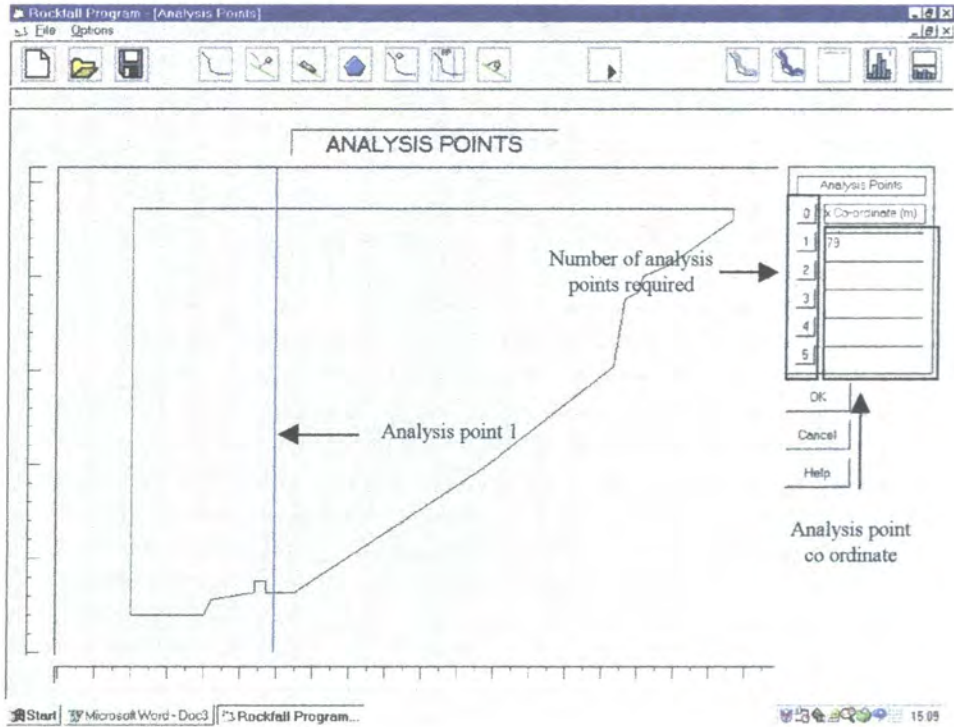 Rockfall Program - [Analysis Points]
File Options
ANALYSIS POINTS
Analysis Points
0 x Co-ordinate (m)
1 79
2
3
4
5
Number of analysis
points required
OK
Analysis point 1
Cancel
Help
Analysis point
co ordinate
Start Microsoft Word - Doc3 Rockfall Program... 15:09